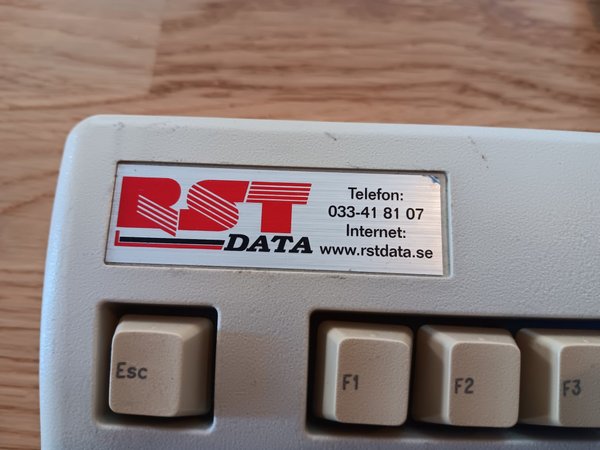 RST
DATA
Telefon:
033-41 81 07
Internet:
www.rstdata.se
Esc
F1
F2
F3